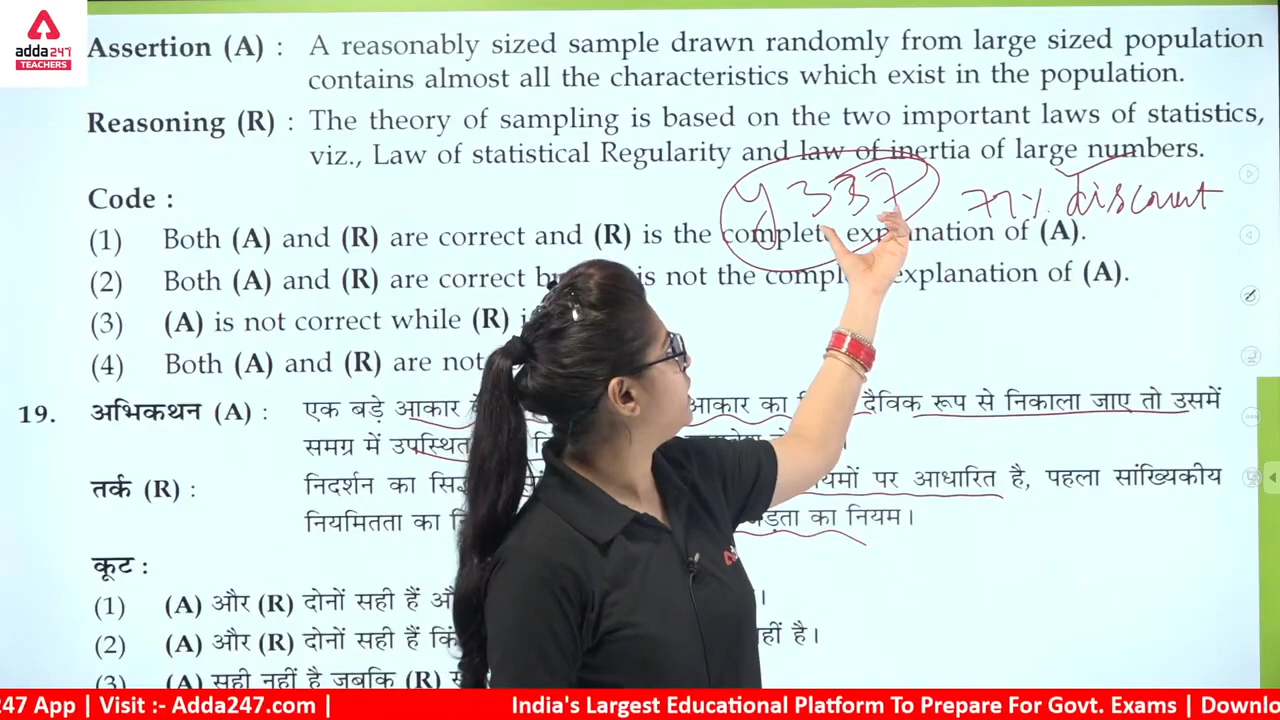 adda247
TEACHERS
Assertion (A) : A reasonably sized sample drawn randomly from large sized population
contains almost all the characteristics which exist in the population.
Reasoning (R) : The theory of sampling is based on the two important laws of statistics,
viz., Law of statistical Regularity and law of inertia of large numbers.
y337 77% discount
Code :
(1) Both (A) and (R) are correct and (R) is the complete explanation of (A).
(2) Both (A) and (R) are correct is not the explanation of (A).
(3) (A) is not correct while (R)
(4) Both (A) and (R) are not
19. अभिकथन (A) : एक बड़े आकार आकार का दैविक रूप से निकाला जाए तो उसमें
समग्र में उपस्थित
तर्क (R) : निदर्शन का पर आधारित है, पहला सांख्यिकीय
नियमितता का का नियम।
कूट :
(1) (A) और (R) दोनों सही हैं
(2) (A) और (R) दोनों सही हैं है।
(3) (A) सही नहीं है जबकि (R)
247 App | Visit :- Adda247.com | India's Largest Educational Platform To Prepare For Govt. Exams |